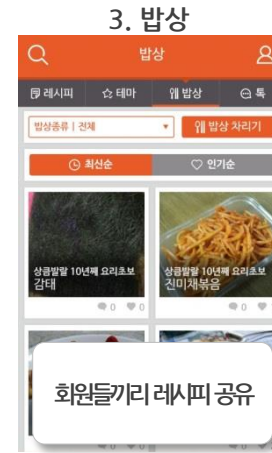 3. 밥상
밥상
레시피 테마 밥상 톡
밥상종류 | 전체 밥상 차리기
최신순 인기순
상큼발랄 10년째 요리초보
감태
0 0
상큼발랄 10년째 요리초보
진미채볶음
0 0
회원들끼리 레시피 공유